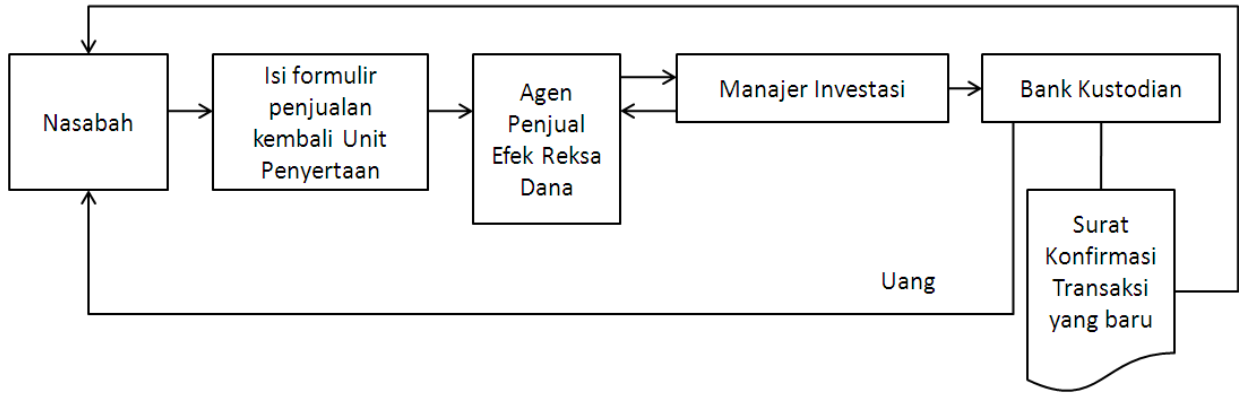 Nasabah
Isi formulir
penjualan
kembali Unit
Penyertaan
Agen
Penjual
Efek Reksa
Dana
Manajer Investasi
Bank Kustodian
Surat
Konfirmasi
Transaksi
yang baru
Uang